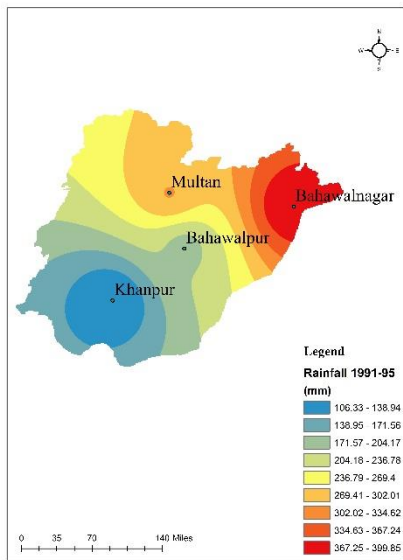 N
W E
S
Multan
Bahawalnagar
Bahawalpur
Khanpur
Legend
Rainfall 1991-95
(mm)
106.33 - 138.94
138.95 - 171.56
171.57 - 204.17
204.18 - 236.78
236.79 - 269.4
269.41 - 302.01
302.02 - 334.62
334.63 - 367.24
367.25 - 399.85
0 35 70 140 Miles